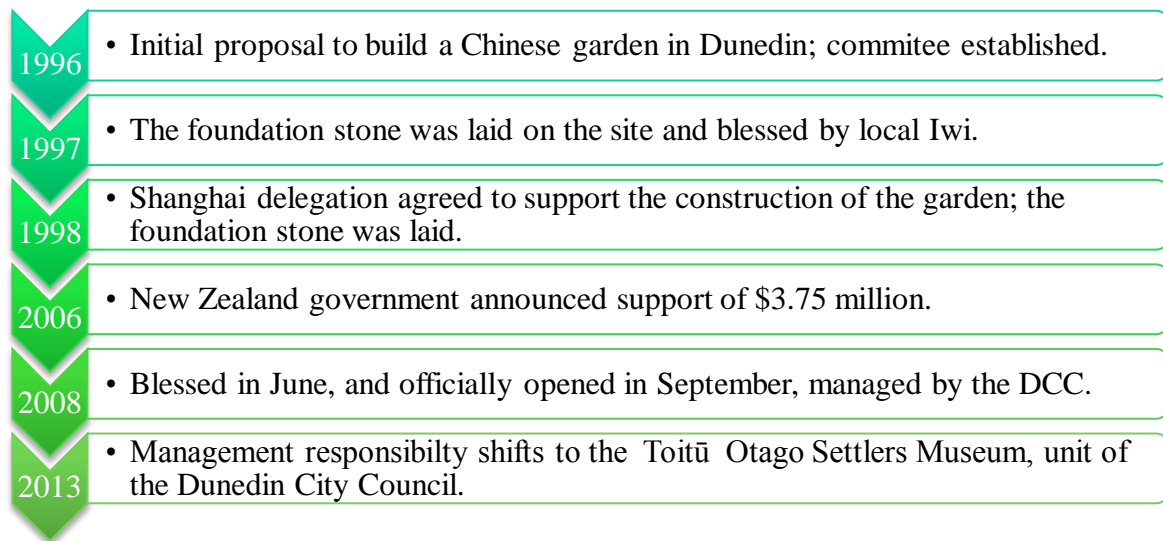 1996
• Initial proposal to build a Chinese garden in Dunedin; commitee established.
1997
• The foundation stone was laid on the site and blessed by local Iwi.
1998
• Shanghai delegation agreed to support the construction of the garden; the
foundation stone was laid.
2006
• New Zealand government announced support of $3.75 million.
2008
• Blessed in June, and officially opened in September, managed by the DCC.
2013
• Management responsibilty shifts to the Toitū Otago Settlers Museum, unit of
the Dunedin City Council.